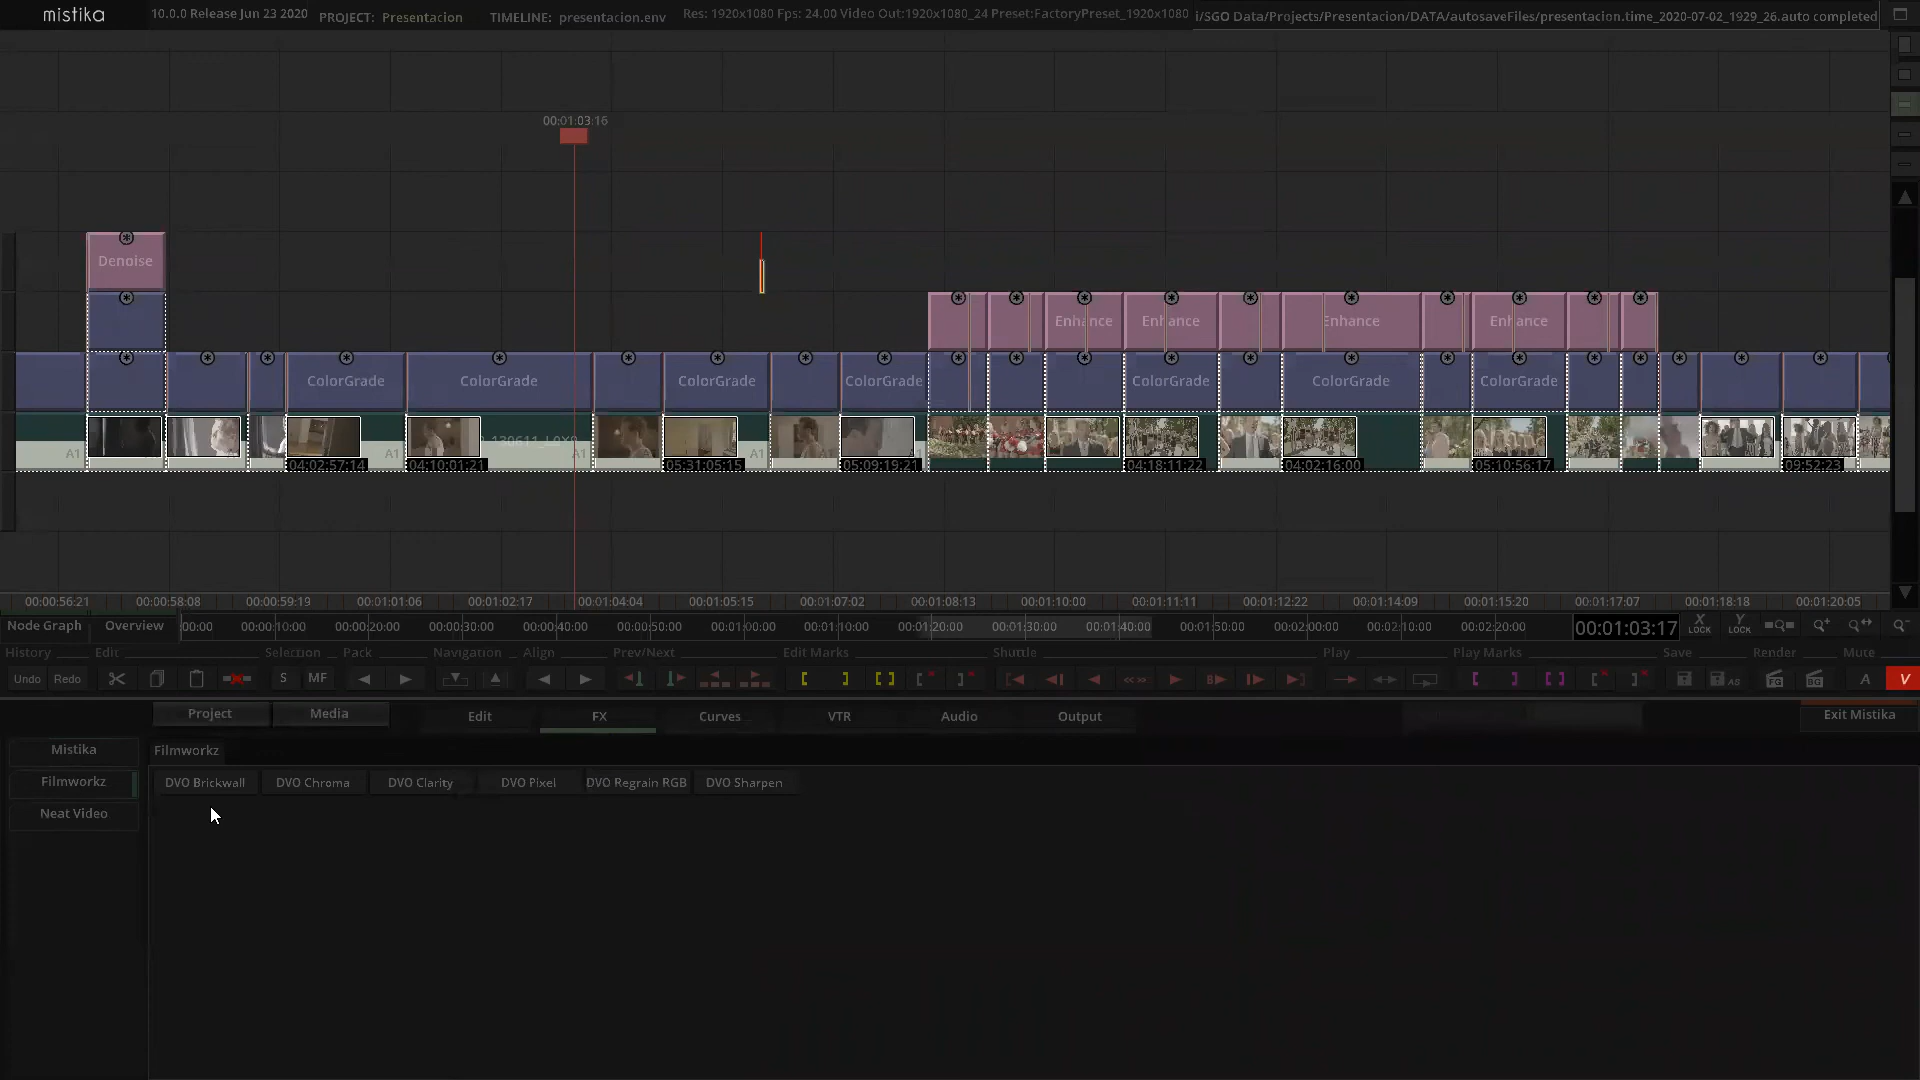 mistika
10.0.0 Release Jun 23 2020
PROJECT: Presentacion
TIMELINE: presentacion.env
Res: 1920x1080 Fps: 24.00 Video Out:1920x1080_24 Preset:FactoryPreset_1920x1080
i/SGO Data/Projects/Presentacion/DATA/autosaveFiles/presentacion.time_2020-07-02_1929_26.auto completed
00:01:03:16
Denoise
Enhance
Enhance
Enhance
Enhance
ColorGrade
ColorGrade
ColorGrade
ColorGrade
ColorGrade
ColorGrade
ColorGrade
A1
A1
A1
A1
A1
04:02:57:14
04:10:01:21
05:31:05:15
05:09:19:21
04:18:11:22
04:02:16:00
05:10:56:17
09:52:23
00:00:56:21 00:00:58:08 00:00:59:19 00:01:01:06 00:01:02:17 00:01:04:04 00:01:05:15 00:01:07:02 00:01:08:13 00:01:10:00 00:01:11:11 00:01:12:22 00:01:14:09 00:01:15:20 00:01:17:07 00:01:18:18 00:01:20:05
Node Graph Overview 00:00 00:00:10:00 00:00:20:00 00:00:30:00 00:00:40:00 00:00:50:00 00:01:00:00 00:01:10:00 00:01:20:00 00:01:30:00 00:01:40:00 00:01:50:00 00:02:00:00 00:02:10:00 00:02:20:00 00:01:03:17 X LOCK Y LOCK
History Edit Selection Pack Navigation Align Prev/Next Edit Marks Shuttle Play Play Marks Save Render Mute
Undo Redo S MF AS FG BG A V
Project Media Edit FX Curves VTR Audio Output Exit Mistika
Mistika
Filmworkz
Filmworkz
Neat Video
DVO Brickwall DVO Chroma DVO Clarity DVO Pixel DVO Regrain RGB DVO Sharpen